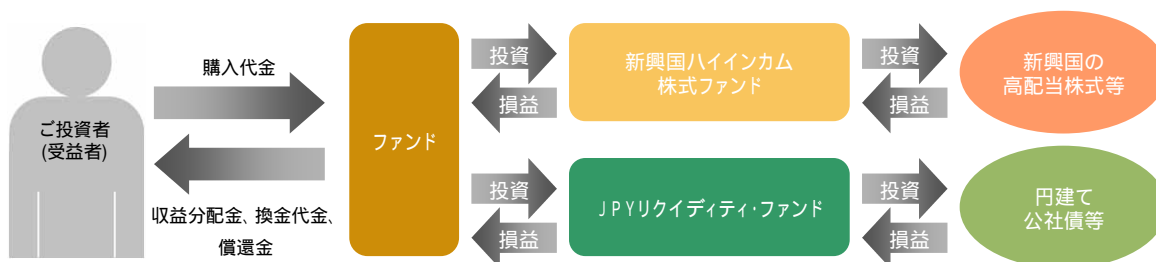 ご投資者
(受益者)
購入代金
収益分配金、換金代金、
償還金
ファンド
投資
損益
新興国ハイインカム
株式ファンド
投資
損益
新興国の
高配当株式等
投資
損益
ＪＰＹリクイディティ・ファンド
投資
損益
円建て
公社債等